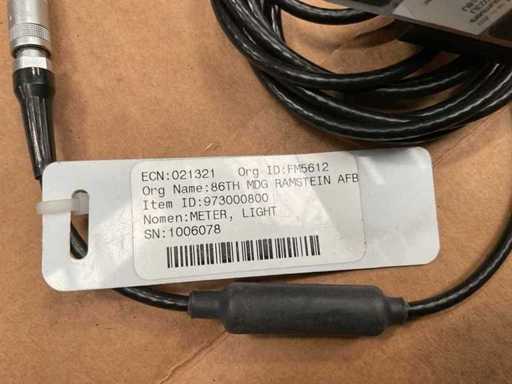 ECN:021321 Org ID:FM5612
Org Name:86TH MDG RAMSTEIN AFB
Item ID:973000800
Nomen:METER, LIGHT
SN:1006078